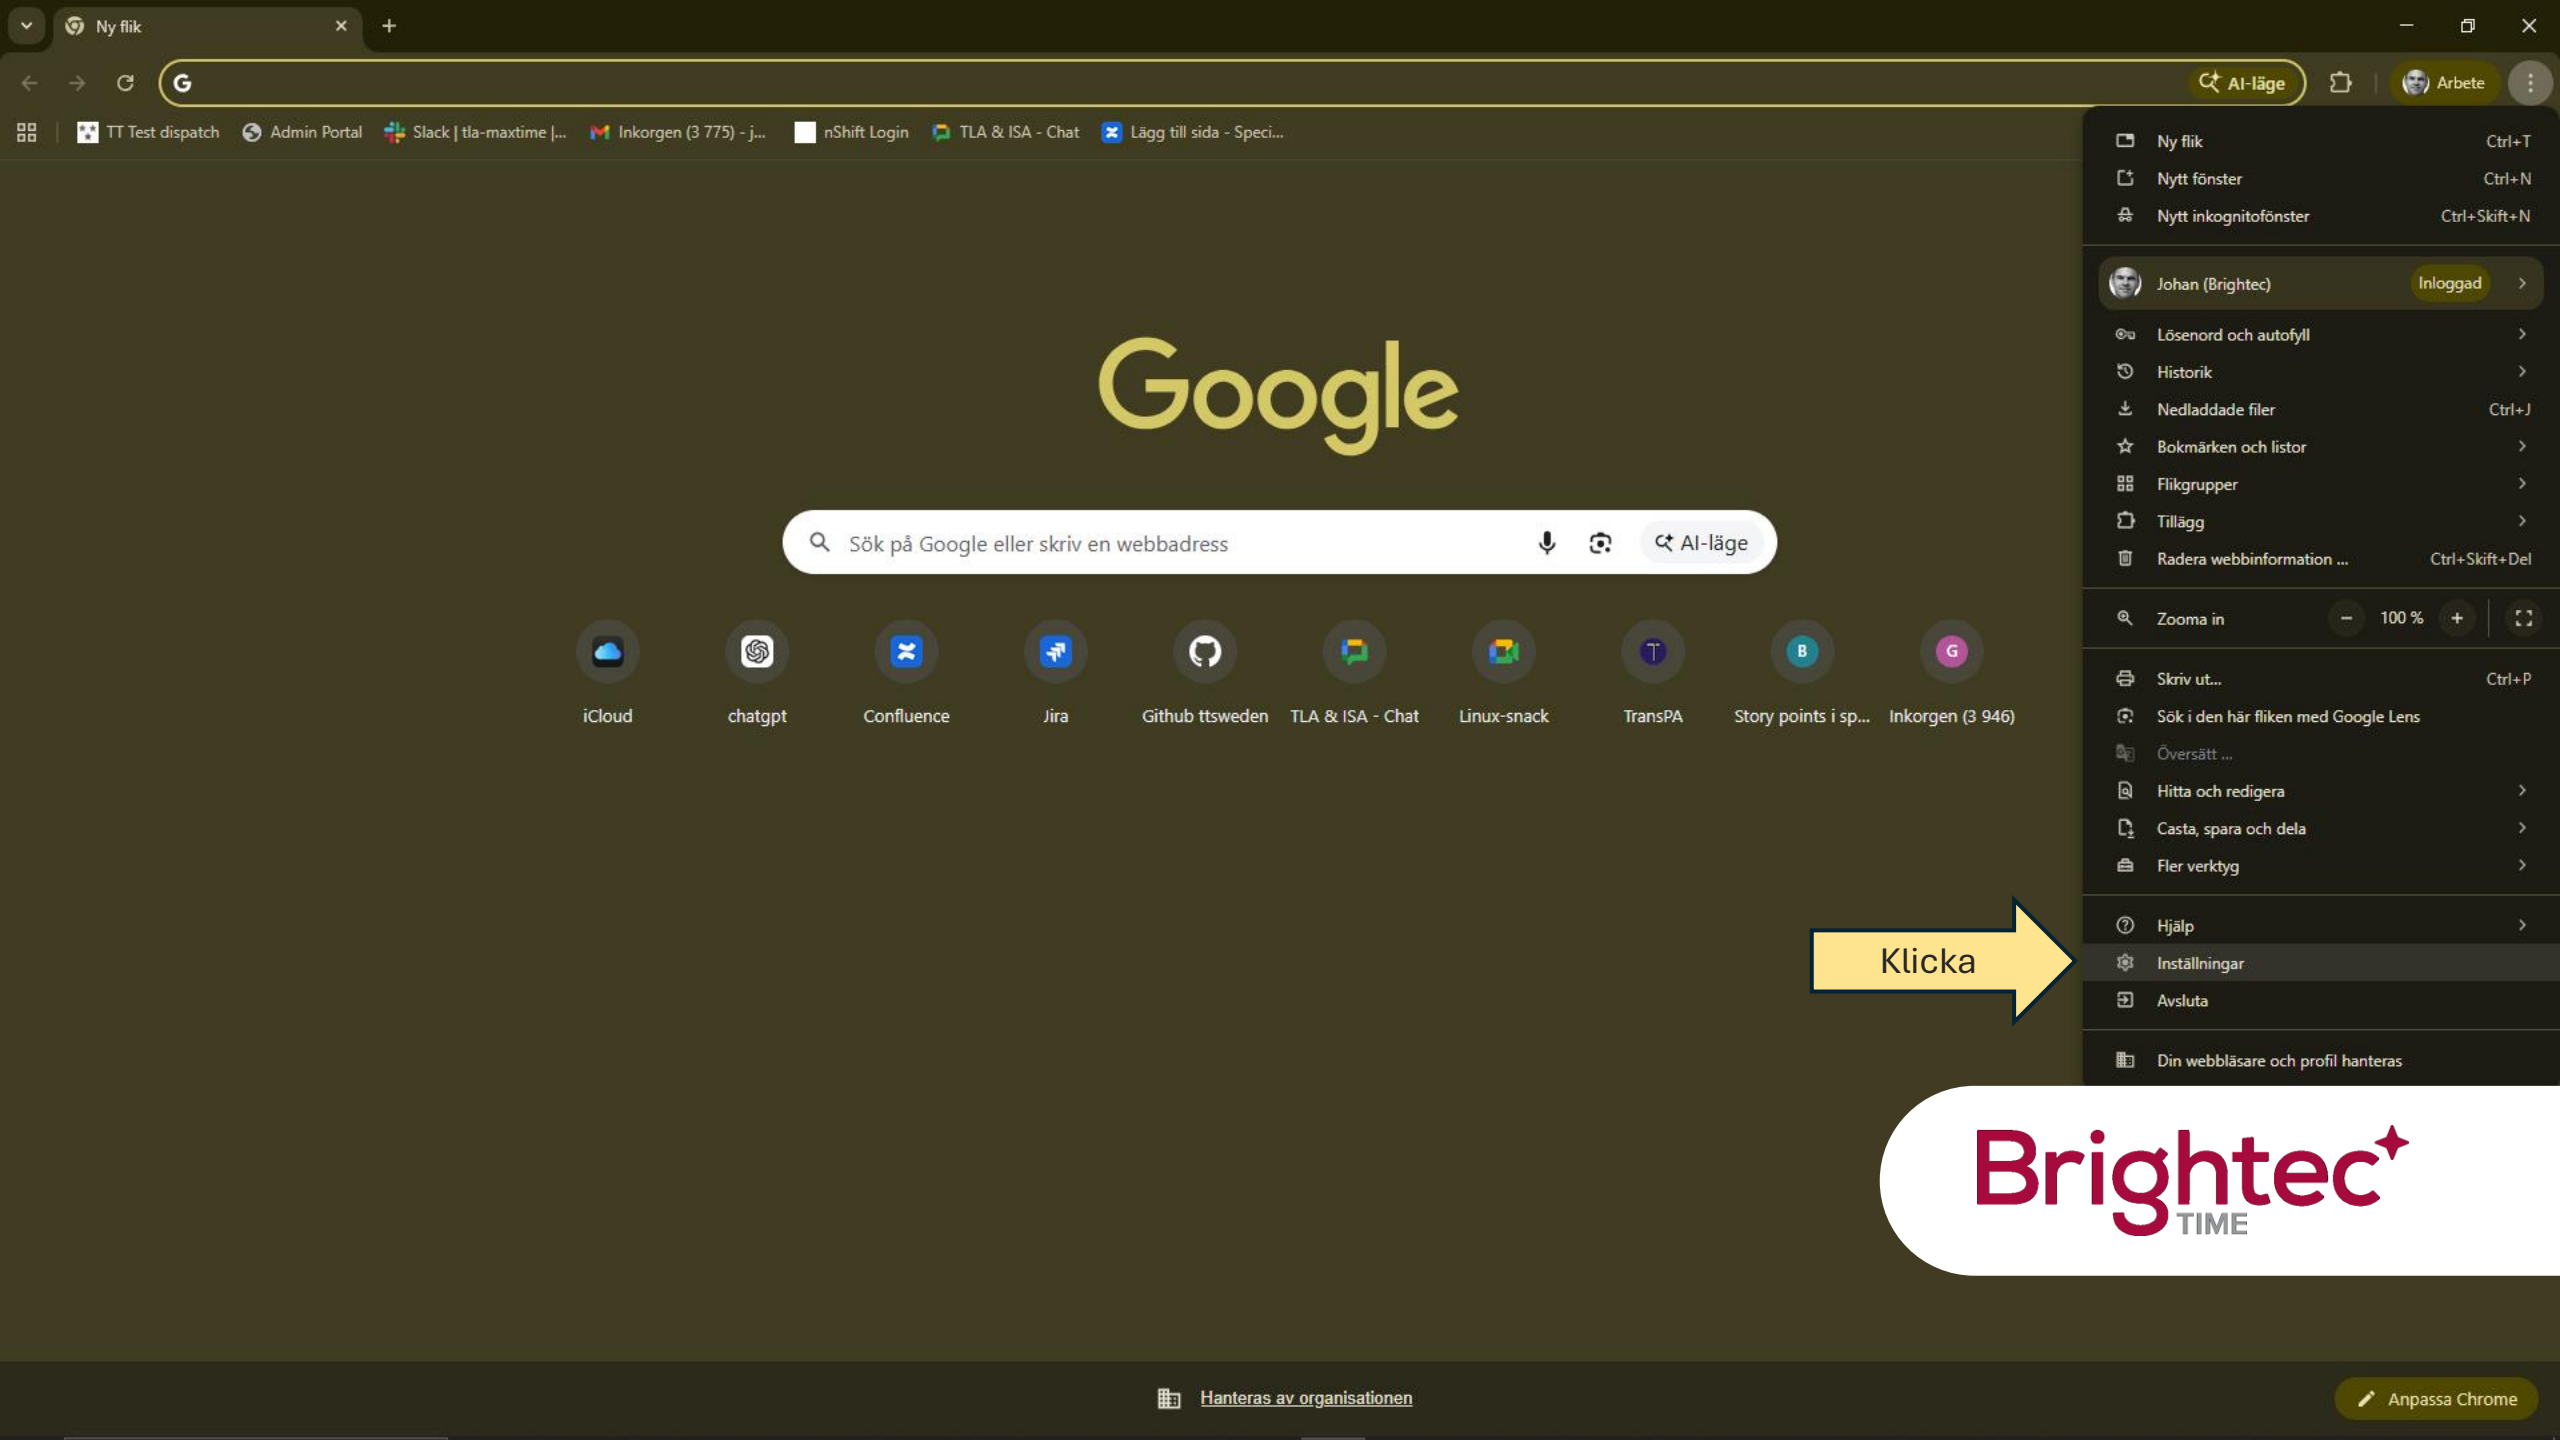 Ny flik
AI-läge
Arbete
TT Test dispatch
Admin Portal
Slack | tla-maxtime |...
Inkorgen (3 775) - j...
nShift Login
TLA & ISA - Chat
Lägg till sida - Speci...
Ny flik Ctrl+T
Nytt fönster Ctrl+N
Nytt inkognitofönster Ctrl+Skift+N
Johan (Brightec) Inloggad
Lösenord och autofyll
Historik
Nedladdade filer Ctrl+J
Bokmärken och listor
Flikgrupper
Tillägg
Radera webbinformation ... Ctrl+Skift+Del
Zooma in - 100 % +
Skriv ut... Ctrl+P
Sök i den här fliken med Google Lens
Översätt ...
Hitta och redigera
Casta, spara och dela
Fler verktyg
Hjälp
Inställningar
Avsluta
Din webbläsare och profil hanteras
Google
Sök på Google eller skriv en webbadress
AI-läge
iCloud
chatgpt
Confluence
Jira
Github ttsweden
TLA & ISA - Chat
Linux-snack
T
TransPA
B
Story points i sp...
G
Inkorgen (3 946)
Klicka
Brightec
TIME
Hanteras av organisationen
Anpassa Chrome